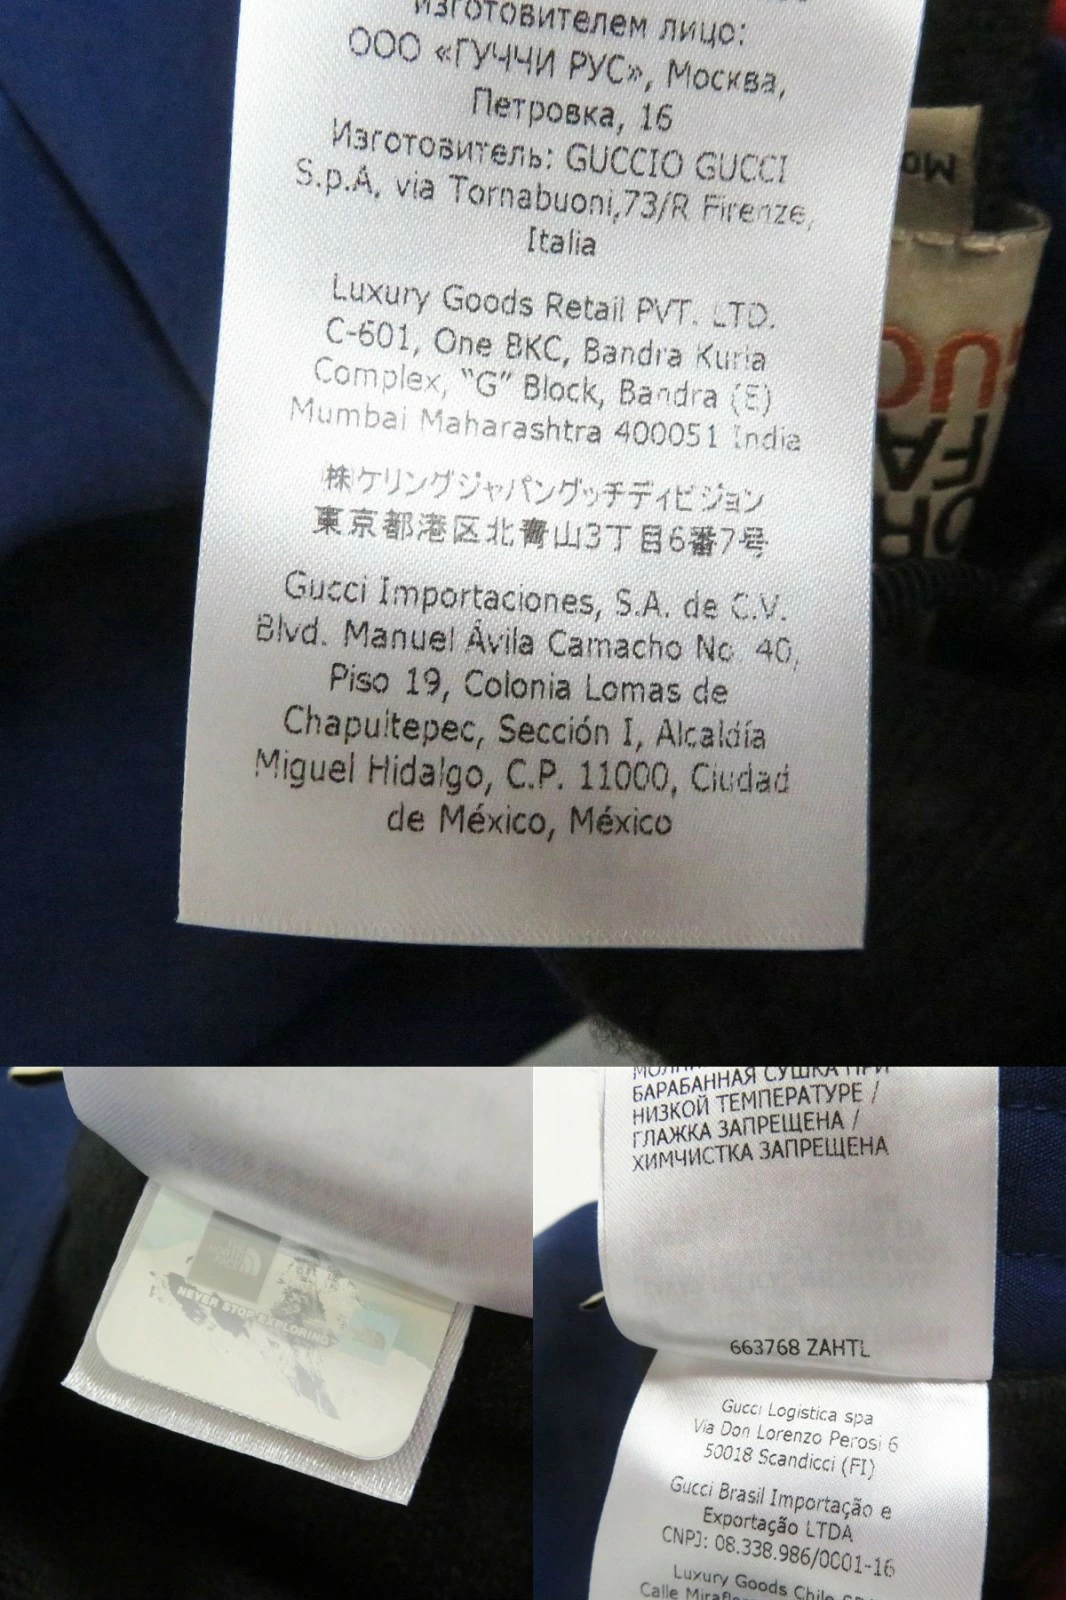 изготовителем лицо:
ООО «ГУЧЧИ РУС», Москва,
Петровка, 16
Изготовитель: GUCCIO GUCCI
S.p.A, via Tornabuoni,73/R Firenze,
Italia
Luxury Goods Retail PVT. LTD.
C-601, One BKC, Bandra Kurla
Complex, "G" Block, Bandra (E)
Mumbai Maharashtra 400051 India
㈱ケリングジャパングッチディビジョン
東京都港区北青山3丁目6番7号
Gucci Importaciones, S.A. de C.V.
Blvd. Manuel Ávila Camacho No 40,
Piso 19, Colonia Lomas de
Chapultepec, Sección I, Alcaldía
Miguel Hidalgo, C.P. 11000, Ciudad
de México, México
NEVER STOP EXPLORING
БАРАБАННАЯ СУШКА ПРИ
НИЗКОЙ ТЕМПЕРАТУРЕ /
ГЛАЖКА ЗАПРЕЩЕНА /
ХИМЧИСТКА ЗАПРЕЩЕНА
663768 ZAHTL
Gucci Logistica spa
Via Don Lorenzo Perosi 6
50018 Scandicci (FI)
Gucci Brasil Importação e
Exportação LTDA
CNPJ: 08.338.986/0001-16
Luxury Goods Chile
Calle